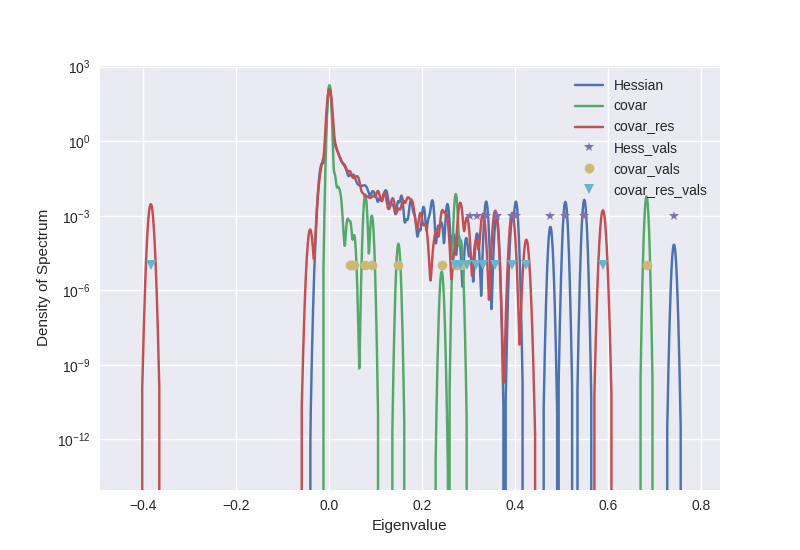 10^3
10^0
10^−3
10^−6
10^−9
10^−12
Density of Spectrum
Hessian
covar
covar_res
Hess_vals
covar_vals
covar_res_vals
−0.4 −0.2 0.0 0.2 0.4 0.6 0.8
Eigenvalue